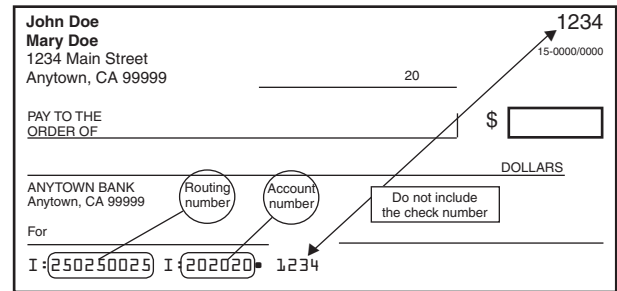 John Doe 1234
Mary Doe
1234 Main Street 15-0000/0000
Anytown, CA 99999 20
PAY TO THE
ORDER OF $
DOLLARS
ANYTOWN BANK
Anytown, CA 99999
Routing
number
Account
number
Do not include
the check number
For
I:250250025 I:202020 1234